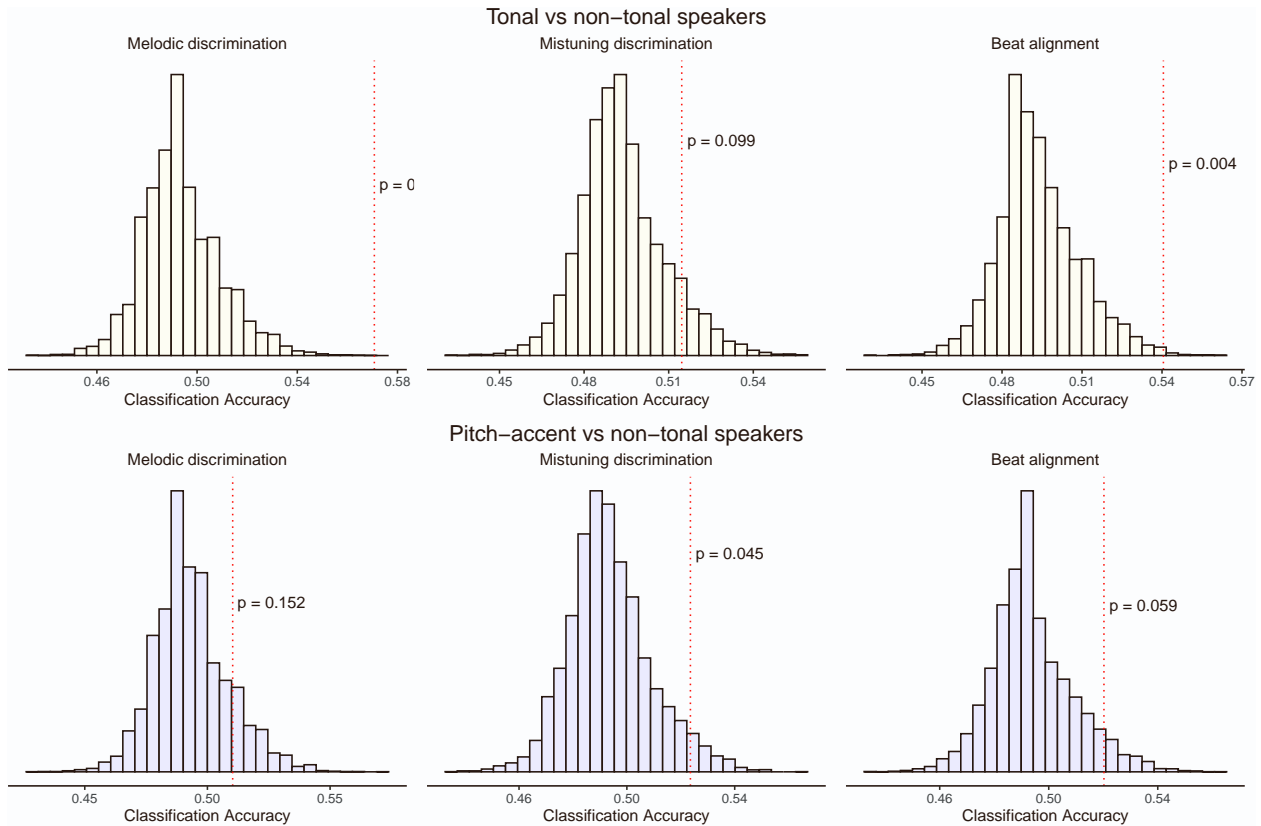 Tonal vs non−tonal speakers
Melodic discrimination
Mistuning discrimination
Beat alignment
p = 0
p = 0.099
p = 0.004
0.46 0.50 0.54 0.58
0.45 0.48 0.51 0.54
0.45 0.48 0.51 0.54 0.57
Classification Accuracy
Classification Accuracy
Classification Accuracy
Pitch−accent vs non−tonal speakers
Melodic discrimination
Mistuning discrimination
Beat alignment
p = 0.152
p = 0.045
p = 0.059
0.45 0.50 0.55
0.46 0.50 0.54
0.46 0.50 0.54
Classification Accuracy
Classification Accuracy
Classification Accuracy